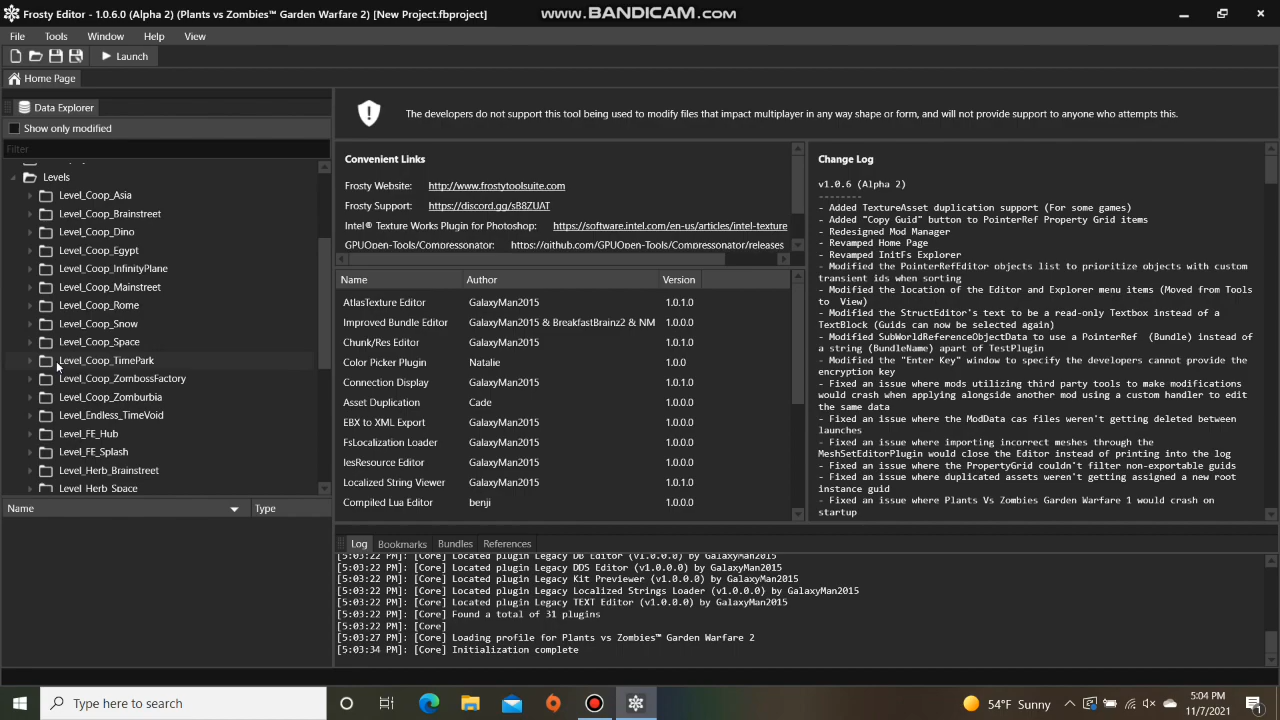 Frosty Editor - 1.0.6.0 (Alpha 2) (Plants vs Zombies™ Garden Warfare 2) [New Project.fbproject]
www.BANDICAM.com
File Tools Window Help View
Launch
Home Page
Data Explorer
Show only modified
Filter
Levels
Level_Coop_Asia
Level_Coop_Brainstreet
Level_Coop_Dino
Level_Coop_Egypt
Level_Coop_InfinityPlane
Level_Coop_Mainstreet
Level_Coop_Rome
Level_Coop_Snow
Level_Coop_Space
Level_Coop_TimePark
Level_Coop_ZombossFactory
Level_Coop_Zomburbia
Level_Endless_TimeVoid
Level_FE_Hub
Level_FE_Splash
Level_Herb_Brainstreet
Level_Herb_Space
Name Type
The developers do not support this tool being used to modify files that impact multiplayer in any way shape or form, and will not provide support to anyone who attempts this.
Convenient Links
Frosty Website: http://www.frostytoolsuite.com
Frosty Support: https://discord.gg/sB8ZUAT
Intel® Texture Works Plugin for Photoshop: https://software.intel.com/en-us/articles/intel-texture
GPUOpen-Tools/Compressonator: https://github.com/GPUOpen-Tools/Compressonator/releases
Name Author Version
AtlasTexture Editor GalaxyMan2015 1.0.1.0
Improved Bundle Editor GalaxyMan2015 & BreakfastBrainz2 & NM 1.0.0.0
Chunk/Res Editor GalaxyMan2015 1.0.1.0
Color Picker Plugin Natalie 1.0.0
Connection Display GalaxyMan2015 1.0.1.0
Asset Duplication Cade 1.0.0.0
EBX to XML Export GalaxyMan2015 1.0.0.0
FsLocalization Loader GalaxyMan2015 1.0.0.0
IesResource Editor GalaxyMan2015 1.0.0.0
Localized String Viewer GalaxyMan2015 1.0.1.0
Compiled Lua Editor benji 1.0.0.0
Change Log
v1.0.6 (Alpha 2)
--------
- Added TextureAsset duplication support (For some games)
- Added "Copy Guid" button to PointerRef Property Grid items
- Redesigned Mod Manager
- Revamped Home Page
- Revamped InitFs Explorer
- Modified the PointerRefEditor objects list to prioritize objects with custom
transient ids when sorting
- Modified the location of the Editor and Explorer menu items (Moved from Tools
to View)
- Modified the StructEditor's text to be a read-only Textbox instead of a
TextBlock (Guids can now be selected again)
- Modified SubWorldReferenceObjectData to use a PointerRef (Bundle) instead of
a string (BundleName) apart of TestPlugin
- Modified the "Enter Key" window to specify the developers cannot provide the
encryption key
- Fixed an issue where mods utilizing third party tools to make modifications
would crash when applying alongside another mod using a custom handler to edit
the same data
- Fixed an issue where the ModData cas files weren't getting deleted between
launches
- Fixed an issue where importing incorrect meshes through the
MeshSetEditorPlugin would close the Editor instead of printing into the log
- Fixed an issue where the PropertyGrid couldn't filter non-exportable guids
- Fixed an issue where duplicated assets weren't getting assigned a new root
instance guid
- Fixed an issue where Plants Vs Zombies Garden Warfare 1 would crash on
startup
Log Bookmarks Bundles References
[5:03:22 PM]: [Core] Located plugin Legacy Db Editor (v1.0.0.0) by GalaxyMan2015
[5:03:22 PM]: [Core] Located plugin Legacy DDS Editor (v1.0.0.0) by GalaxyMan2015
[5:03:22 PM]: [Core] Located plugin Legacy Kit Previewer (v1.0.0.0) by GalaxyMan2015
[5:03:22 PM]: [Core] Located plugin Legacy Localized Strings Loader (v1.0.0.0) by GalaxyMan2015
[5:03:22 PM]: [Core] Located plugin Legacy TEXT Editor (v1.0.0.0) by GalaxyMan2015
[5:03:22 PM]: [Core] Found a total of 31 plugins
[5:03:22 PM]: [Core]
[5:03:27 PM]: [Core] Loading profile for Plants vs Zombies™ Garden Warfare 2
[5:03:34 PM]: [Core] Initialization complete
Type here to search
54°F Sunny
5:04 PM
11/7/2021
1